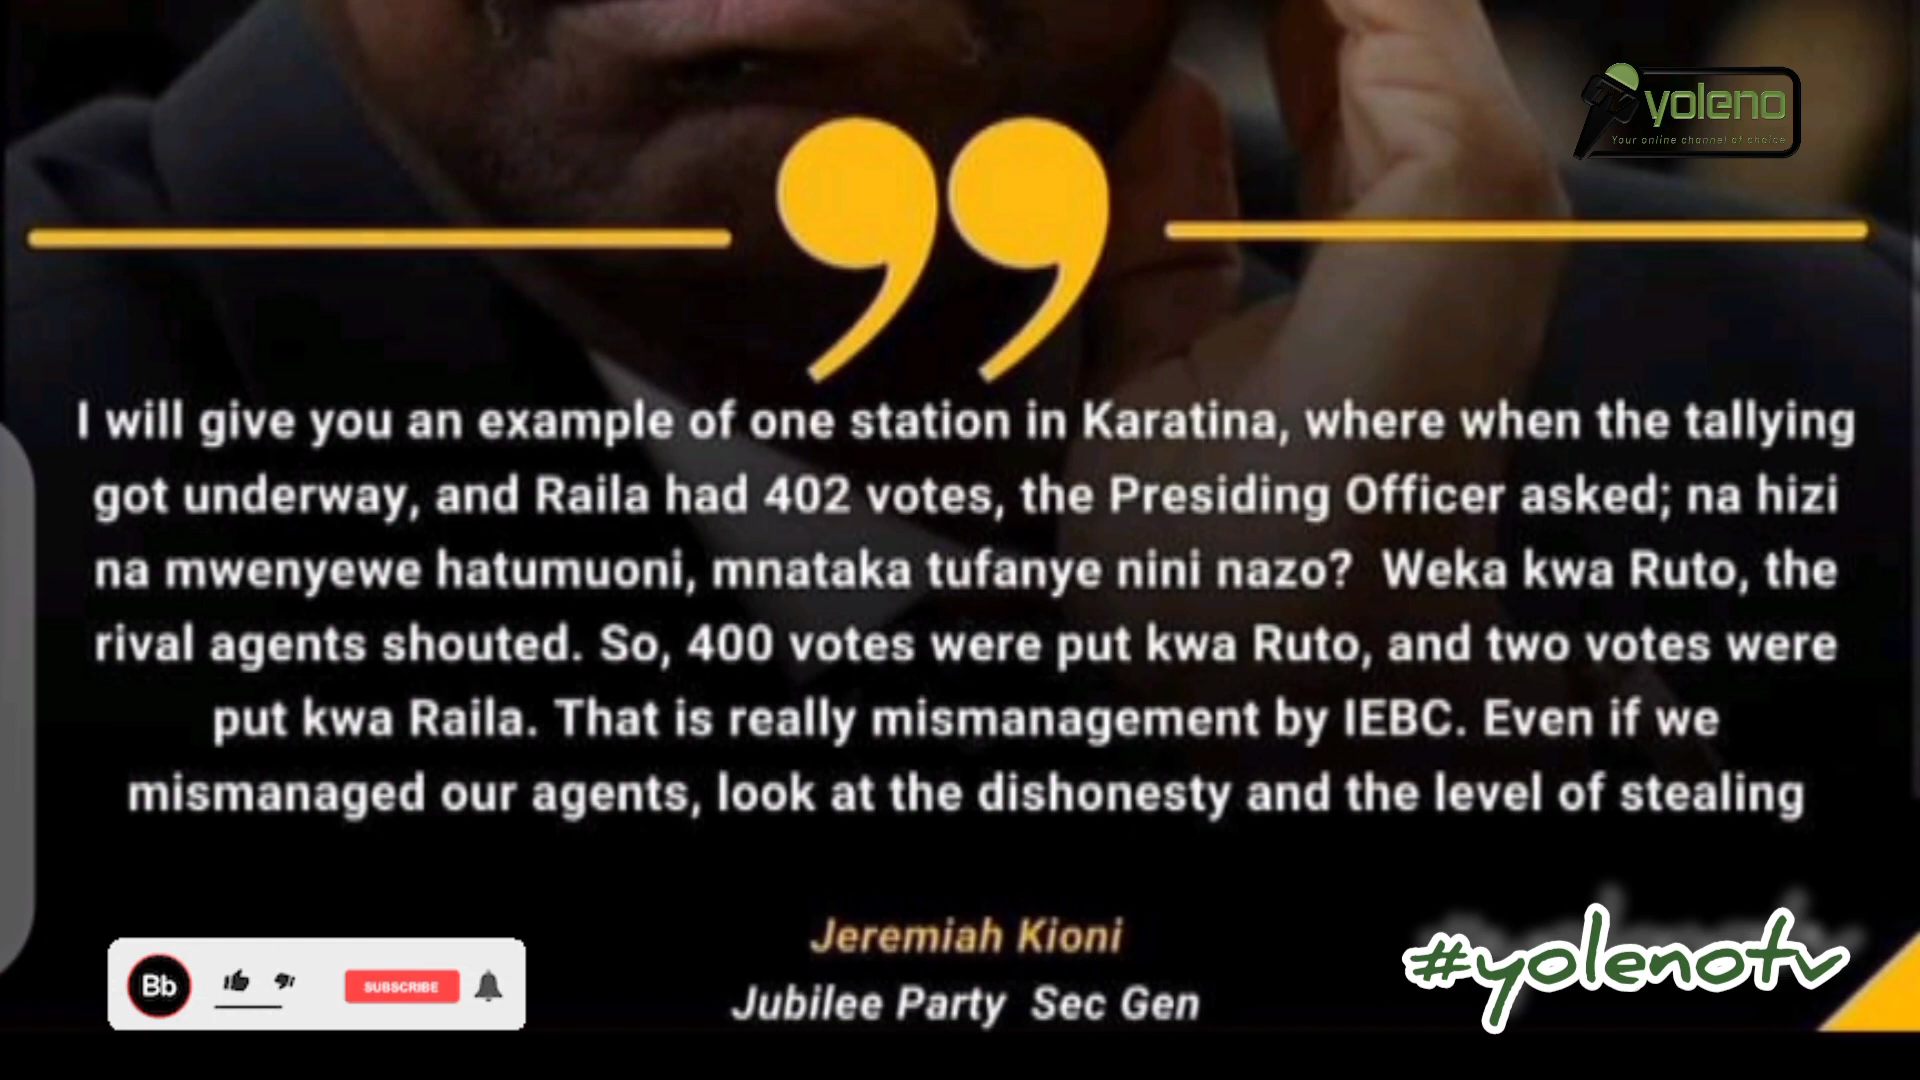 yoleno
Your online channel of choice
I will give you an example of one station in Karatina, where when the tallying
got underway, and Raila had 402 votes, the Presiding Officer asked; na hizi
na mwenyewe hatumuoni, mnataka tufanye nini nazo? Weka kwa Ruto, the
rival agents shouted. So, 400 votes were put kwa Ruto, and two votes were
put kwa Raila. That is really mismanagement by IEBC. Even if we
mismanaged our agents, look at the dishonesty and the level of stealing
Jeremiah Kioni
Jubilee Party Sec Gen
Bb
SUBSCRIBE
#yolenotv